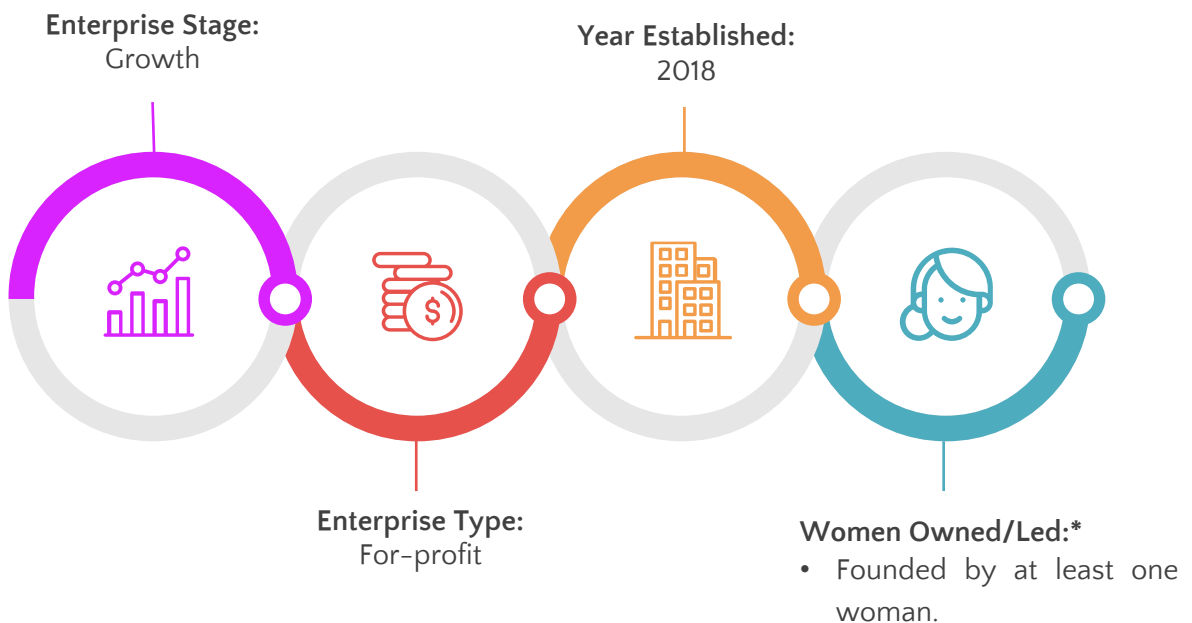 Enterprise Stage:
Growth
Year Established:
2018
$
Enterprise Type:
For-profit
Women Owned/Led:*
• Founded by at least one
woman.